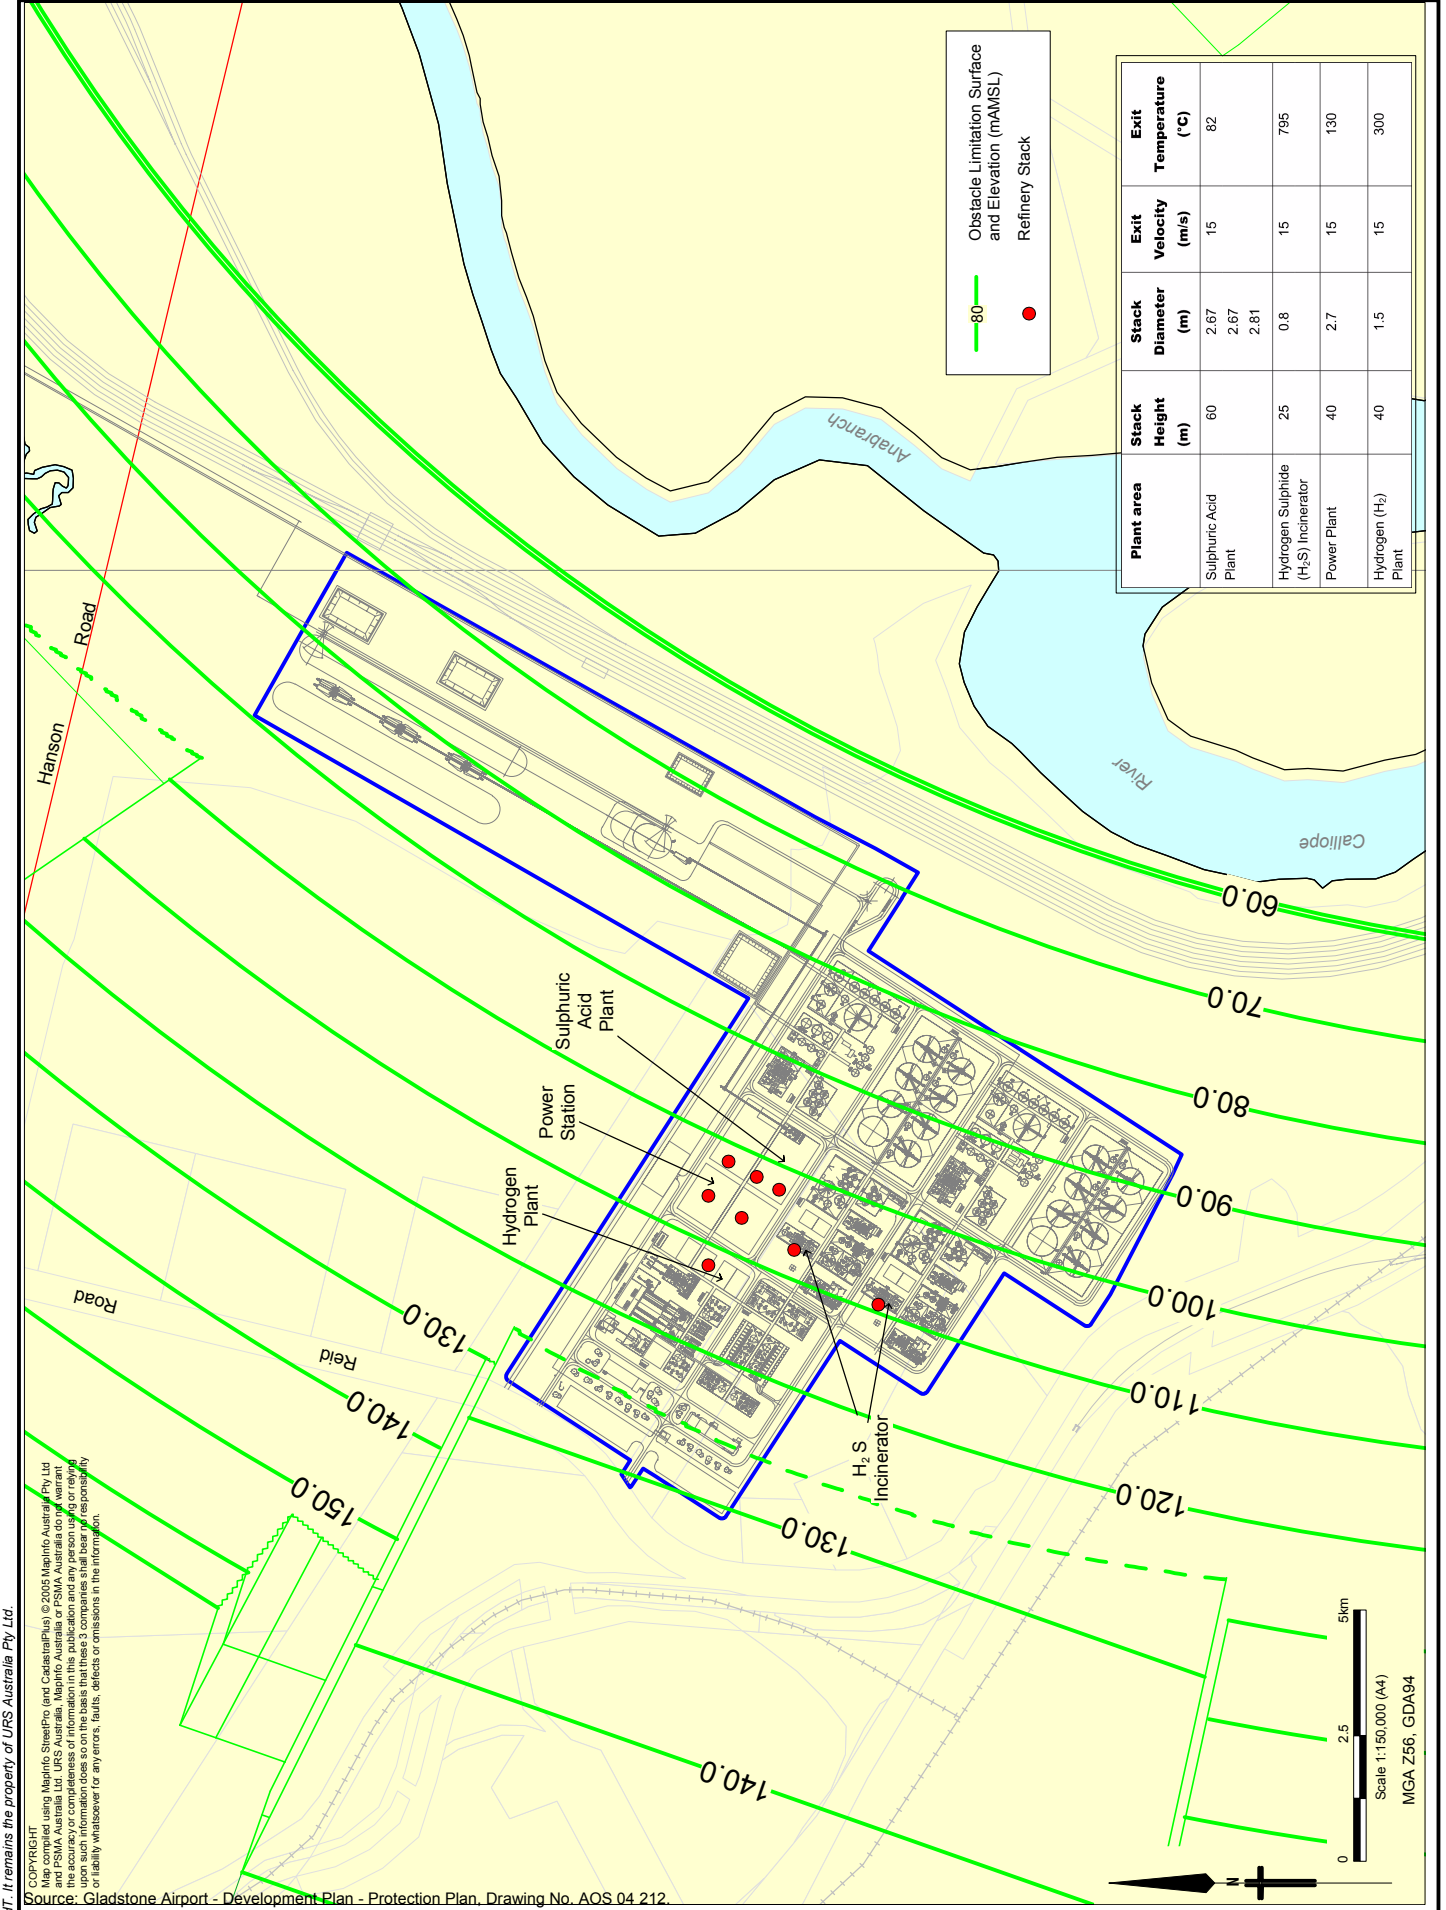 HT. It remains the property of URS Australia Pty Ltd.
COPYRIGHT
Map compiled using MapInfo StreetPro (and CadastralPlus) © 2005 MapInfo Australia Pty Ltd
and PSMA Australia Ltd. URS Australia, MapInfo Australia or PSMA Australia do not warrant
the accuracy or completeness of information in this publication and any person using or relying
upon such information does so on the basis that these 3 companies shall bear no responsibility
or liability whatsoever for any errors, faults, defects or omissions in the information.
Source: Gladstone Airport - Development Plan - Protection Plan, Drawing No. AOS 04 212.
Hanson
Road
Road
Reid
130.0
140.0
150.0
Hydrogen
Plant
Power
Station
Sulphuric
Acid
Plant
H₂ S
Incinerator
60.0
70.0
80.0
90.0
100.0
110.0
120.0
130.0
140.0
Anabranch
River
Calliope
80
Obstacle Limitation Surface
and Elevation (mAMSL)
Refinery Stack
Plant area
Stack
Height
(m)
Stack
Diameter
(m)
Exit
Velocity
(m/s)
Exit
Temperature
(°C)
Sulphuric Acid
Plant
60
2.67
2.67
2.81
15
82
Hydrogen Sulphide
(H₂S) Incinerator
25
0.8
15
795
Power Plant
40
2.7
15
130
Hydrogen (H₂)
Plant
40
1.5
15
300
0
2.5
5km
Scale 1:150,000 (A4)
MGA Z56, GDA94
N